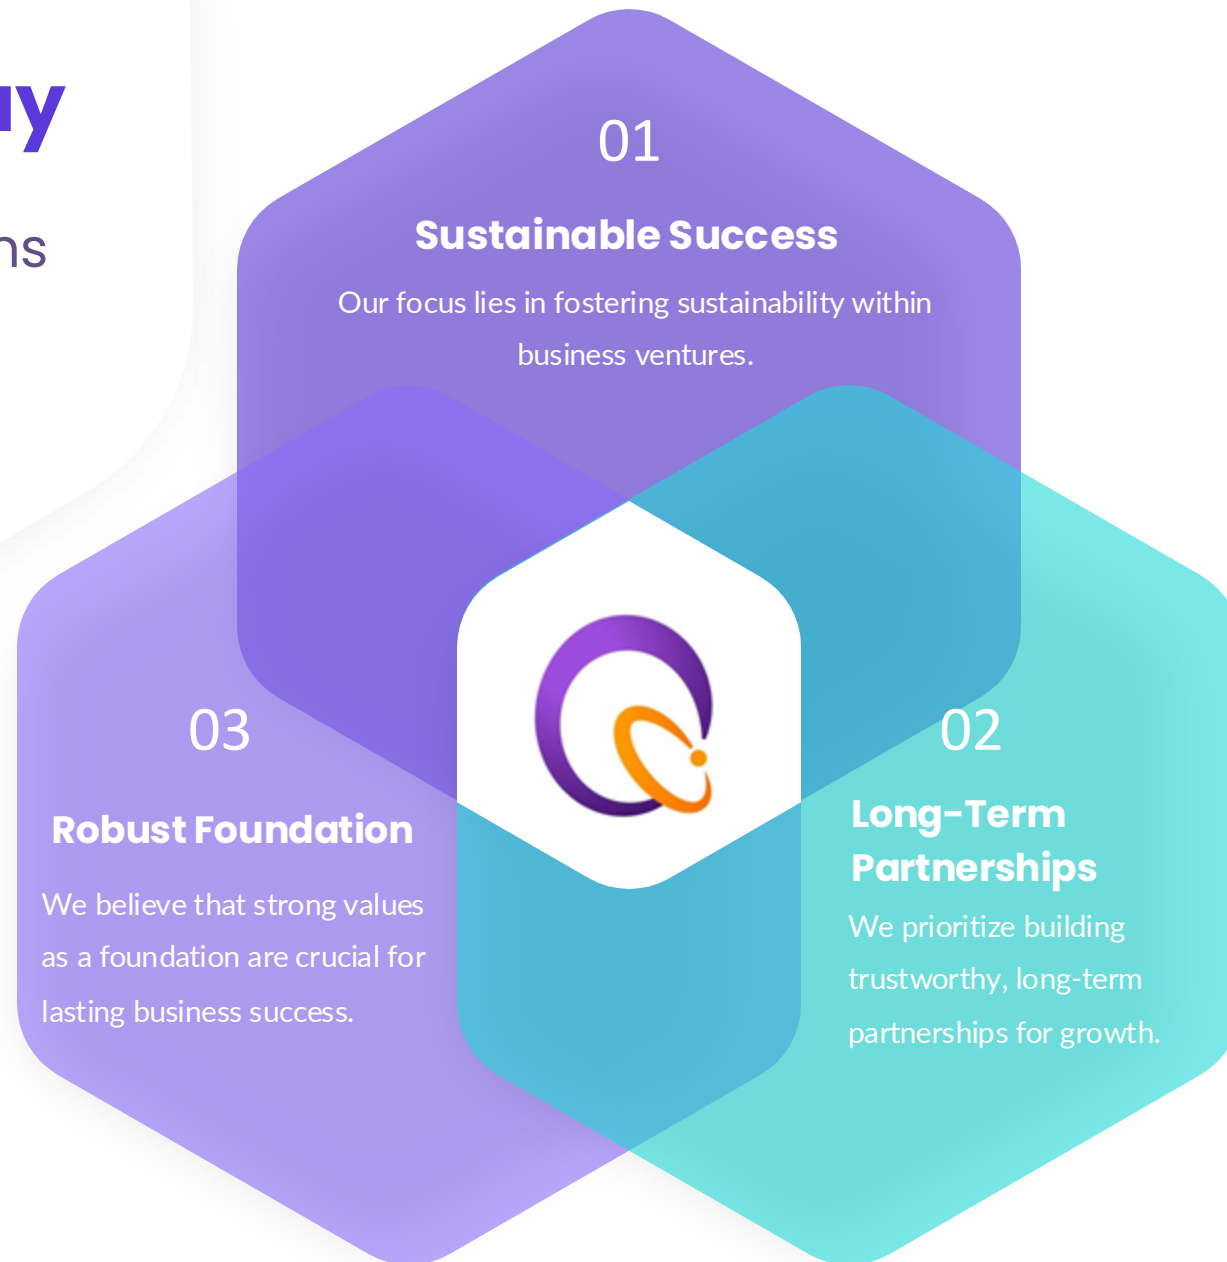 01
Sustainable Success
Our focus lies in fostering sustainability within
business ventures.
02
Long-Term
Partnerships
We prioritize building
trustworthy, long-term
partnerships for growth.
03
Robust Foundation
We believe that strong values
as a foundation are crucial for
lasting business success.